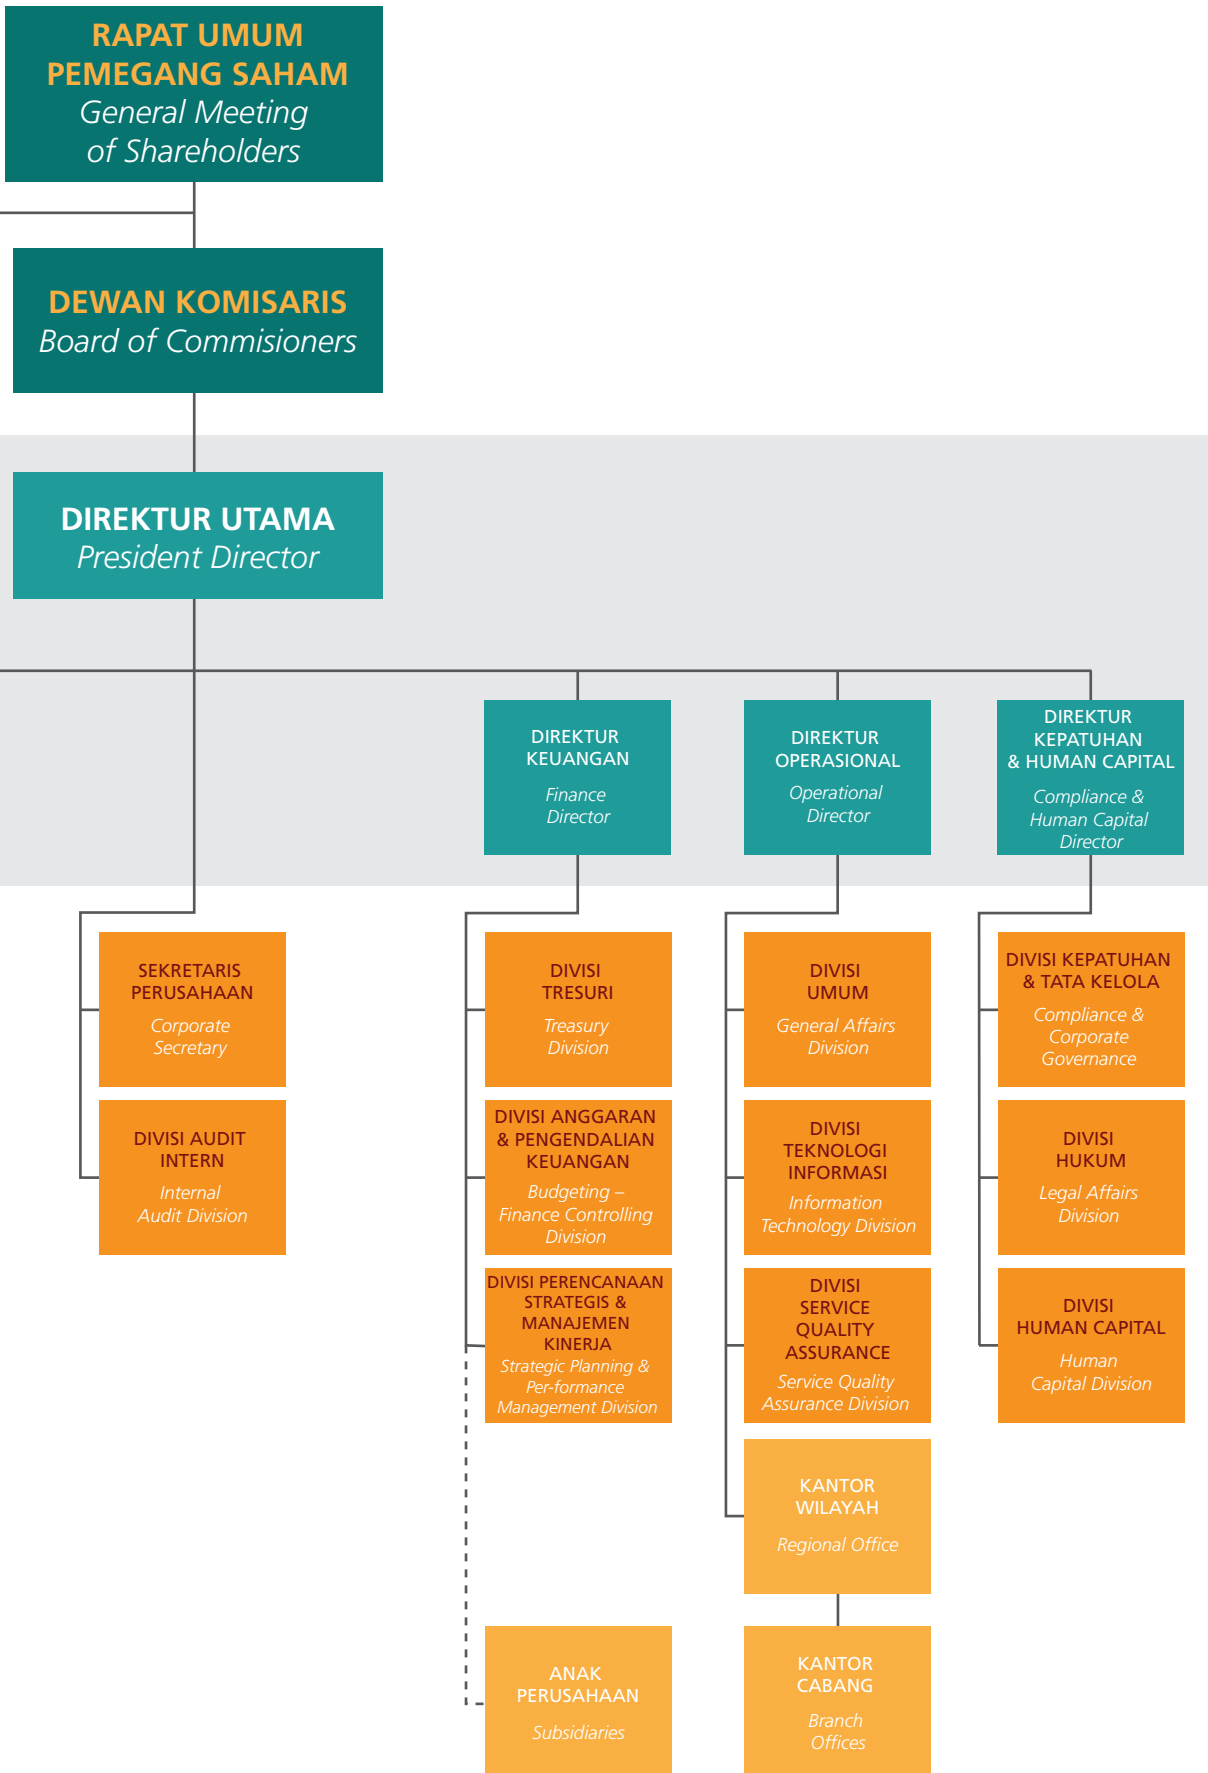 RAPAT UMUM
PEMEGANG SAHAM
General Meeting
of Shareholders
DEWAN KOMISARIS
Board of Commisioners
DIREKTUR UTAMA
President Director
DIREKTUR
KEUANGAN
Finance
Director
DIREKTUR
OPERASIONAL
Operational
Director
DIREKTUR
KEPATUHAN
& HUMAN CAPITAL
Compliance &
Human Capital
Director
SEKRETARIS
PERUSAHAAN
Corporate
Secretary
DIVISI AUDIT
INTERN
Internal
Audit Division
DIVISI
TRESURI
Treasury
Division
DIVISI ANGGARAN
& PENGENDALIAN
KEUANGAN
Budgeting –
Finance Controlling
Division
DIVISI PERENCANAAN
STRATEGIS &
MANAJEMEN
KINERJA
Strategic Planning &
Per-formance
Management Division
ANAK
PERUSAHAAN
Subsidiaries
DIVISI
UMUM
General Affairs
Division
DIVISI
TEKNOLOGI
INFORMASI
Information
Technology Division
DIVISI
SERVICE
QUALITY
ASSURANCE
Service Quality
Assurance Division
KANTOR
WILAYAH
Regional Office
KANTOR
CABANG
Branch
Offices
DIVISI KEPATUHAN
& TATA KELOLA
Compliance &
Corporate
Governance
DIVISI
HUKUM
Legal Affairs
Division
DIVISI
HUMAN CAPITAL
Human
Capital Division